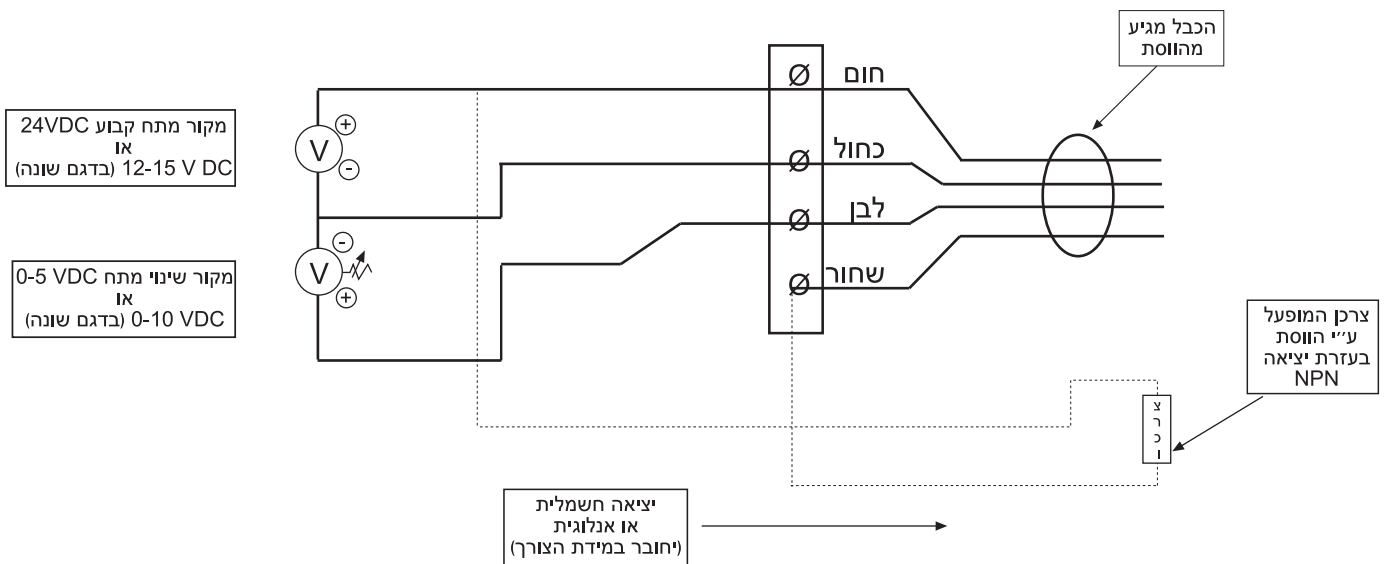 הכבל מגיע
מהווסת
חום
כחול
לבן
שחור
מקור מתח קבוע 24VDC
או
12-15 V DC (בדגם שונה)
V
+
-
מקור שינוי מתח 0-5 VDC
או
0-10 VDC (בדגם שונה)
-
V
+
צרכן המופעל
ע״י הווסת
בעזרת יציאה
NPN
צ
ר
כ
ו
יציאה חשמלית
או אנלוגית
(יחובר במידת הצורך)